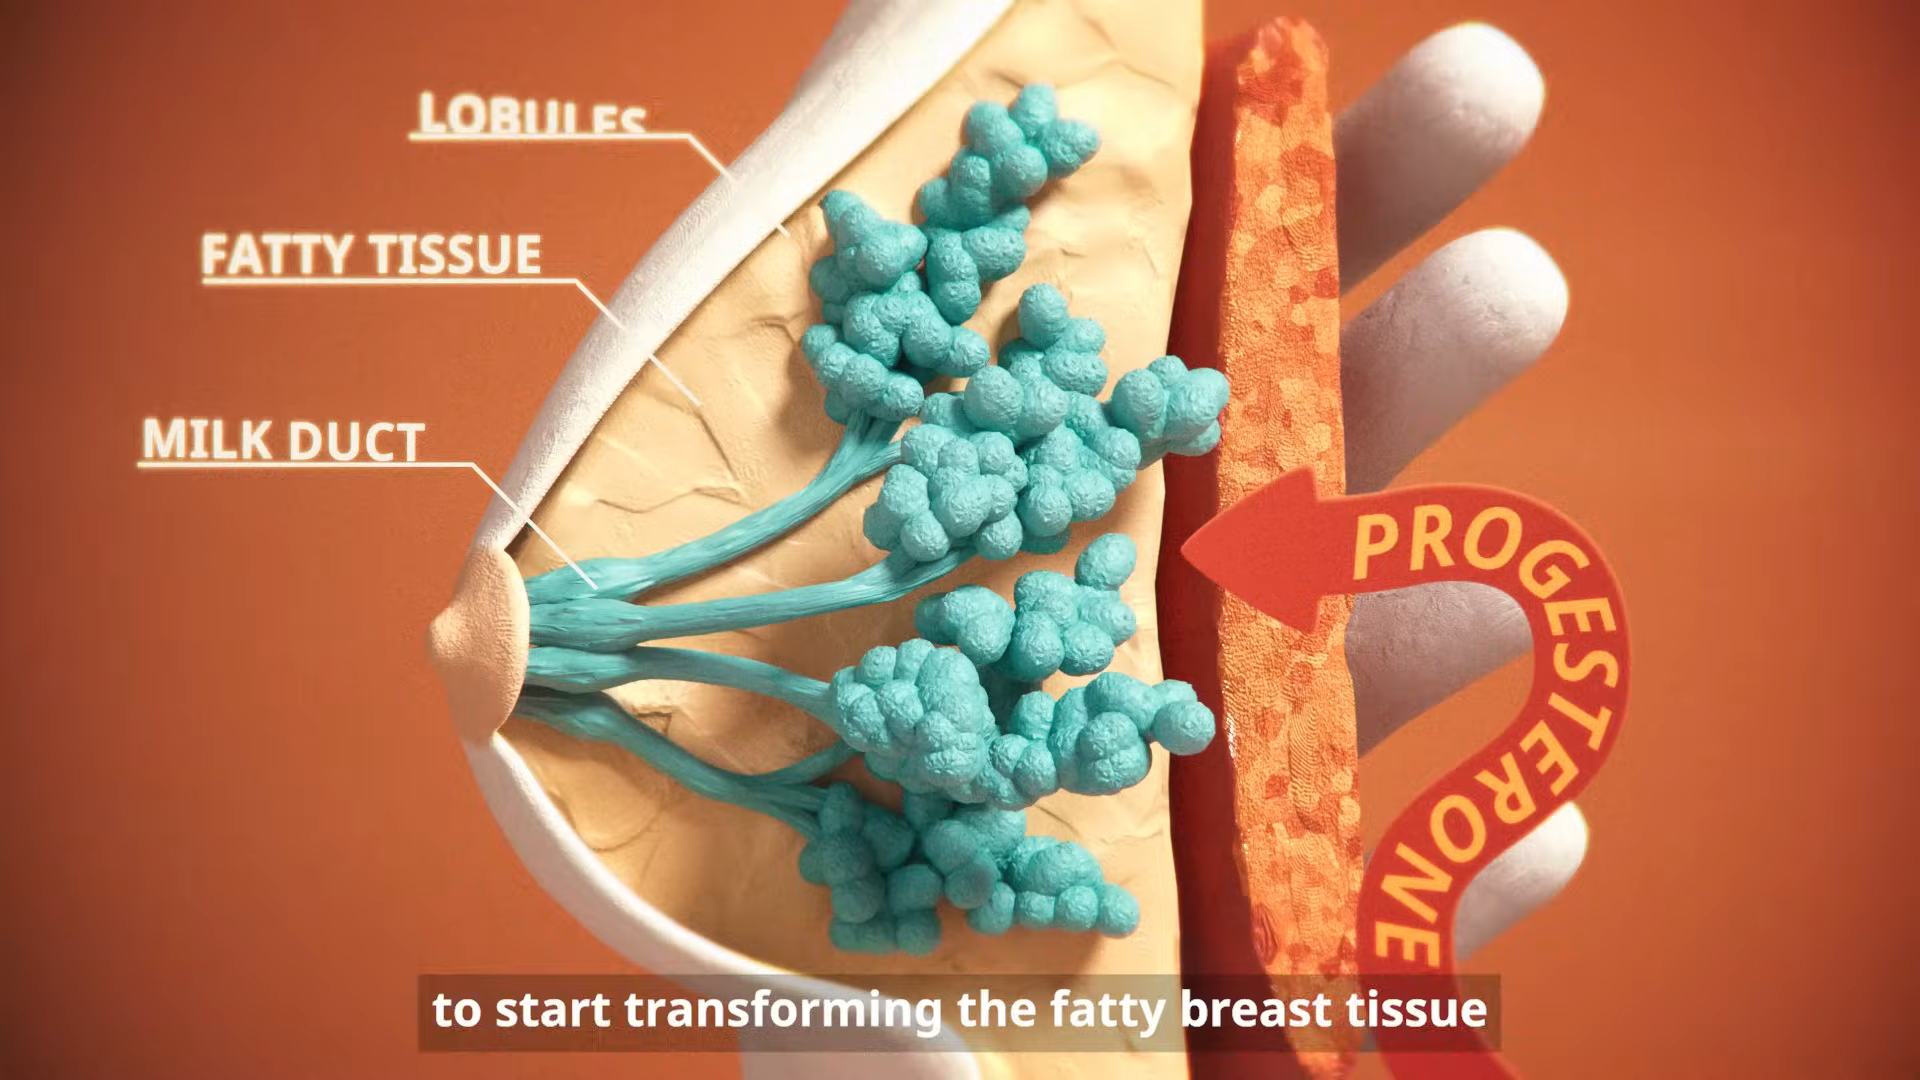 LOBULES
FATTY TISSUE
MILK DUCT
PROGESTERONE
to start transforming the fatty breast tissue